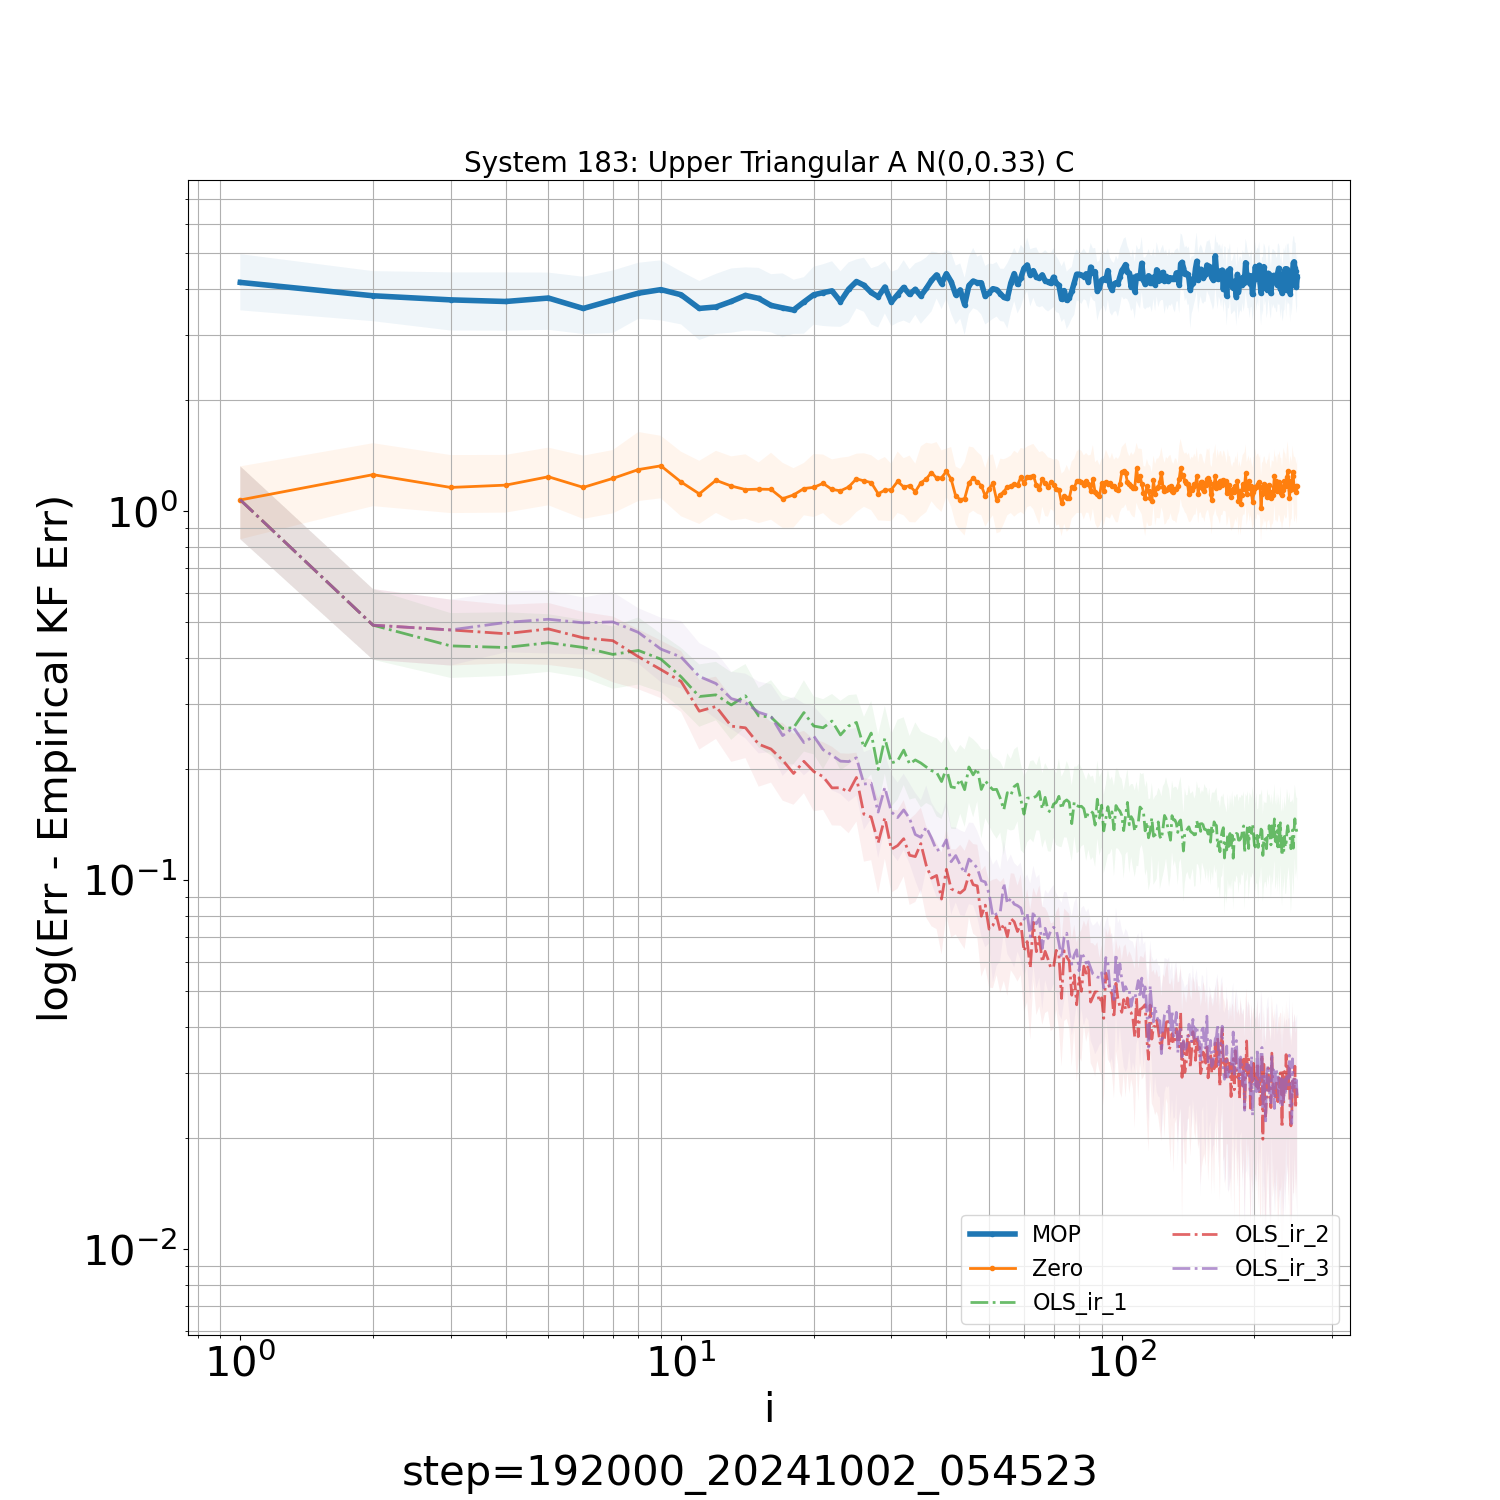 System 183: Upper Triangular A N(0,0.33) C
log(Err - Empirical KF Err)
10⁰
10⁻¹
10⁻²
10⁰ 10¹ 10²
i
MOP
Zero
OLS_ir_1
OLS_ir_2
OLS_ir_3
step=192000_20241002_054523